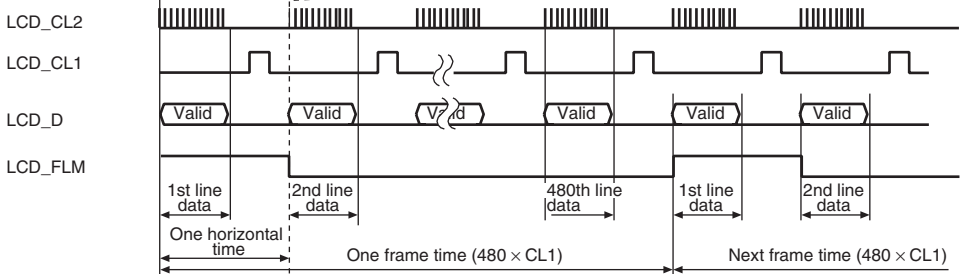 LCD_CL2
LCD_CL1
LCD_D
Valid Valid Valid Valid Valid Valid
LCD_FLM
1st line data
2nd line data
480th line data
1st line data
2nd line data
One horizontal time
One frame time (480 × CL1)
Next frame time (480 × CL1)